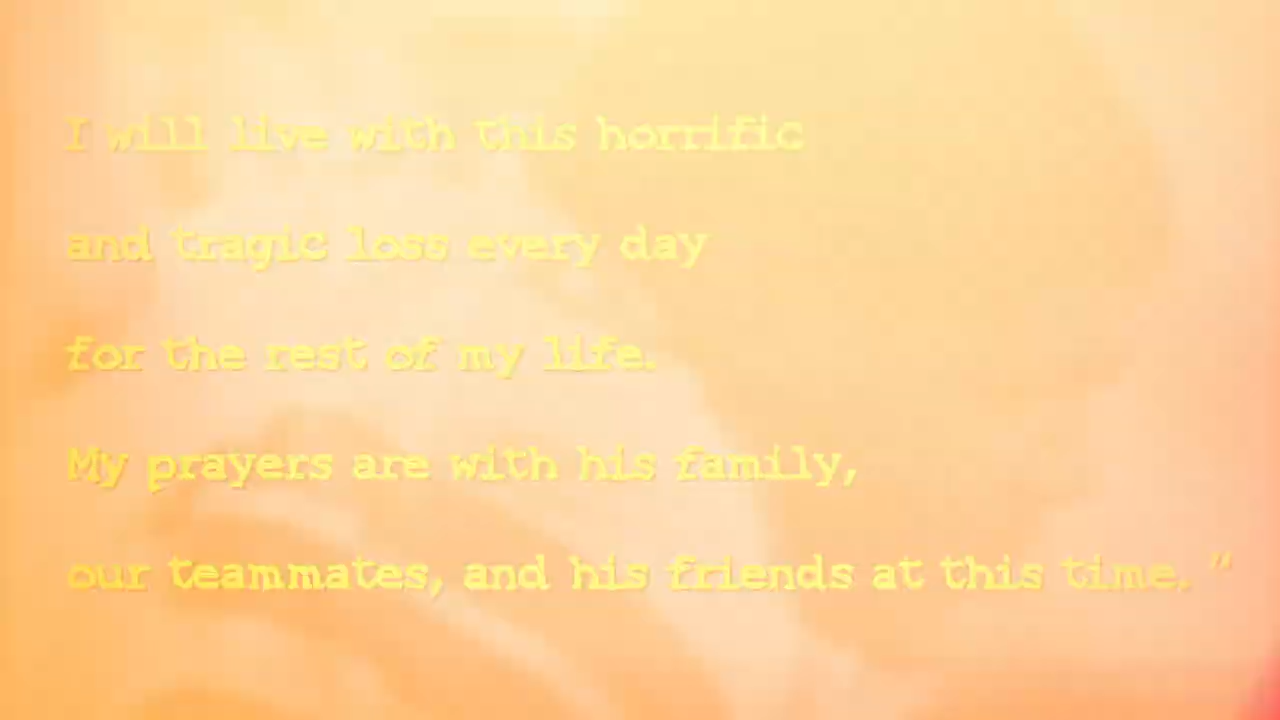 I will live with this horrific
and tragic loss every day
for the rest of my life.
My prayers are with his family,
our teammates, and his friends at this time. "